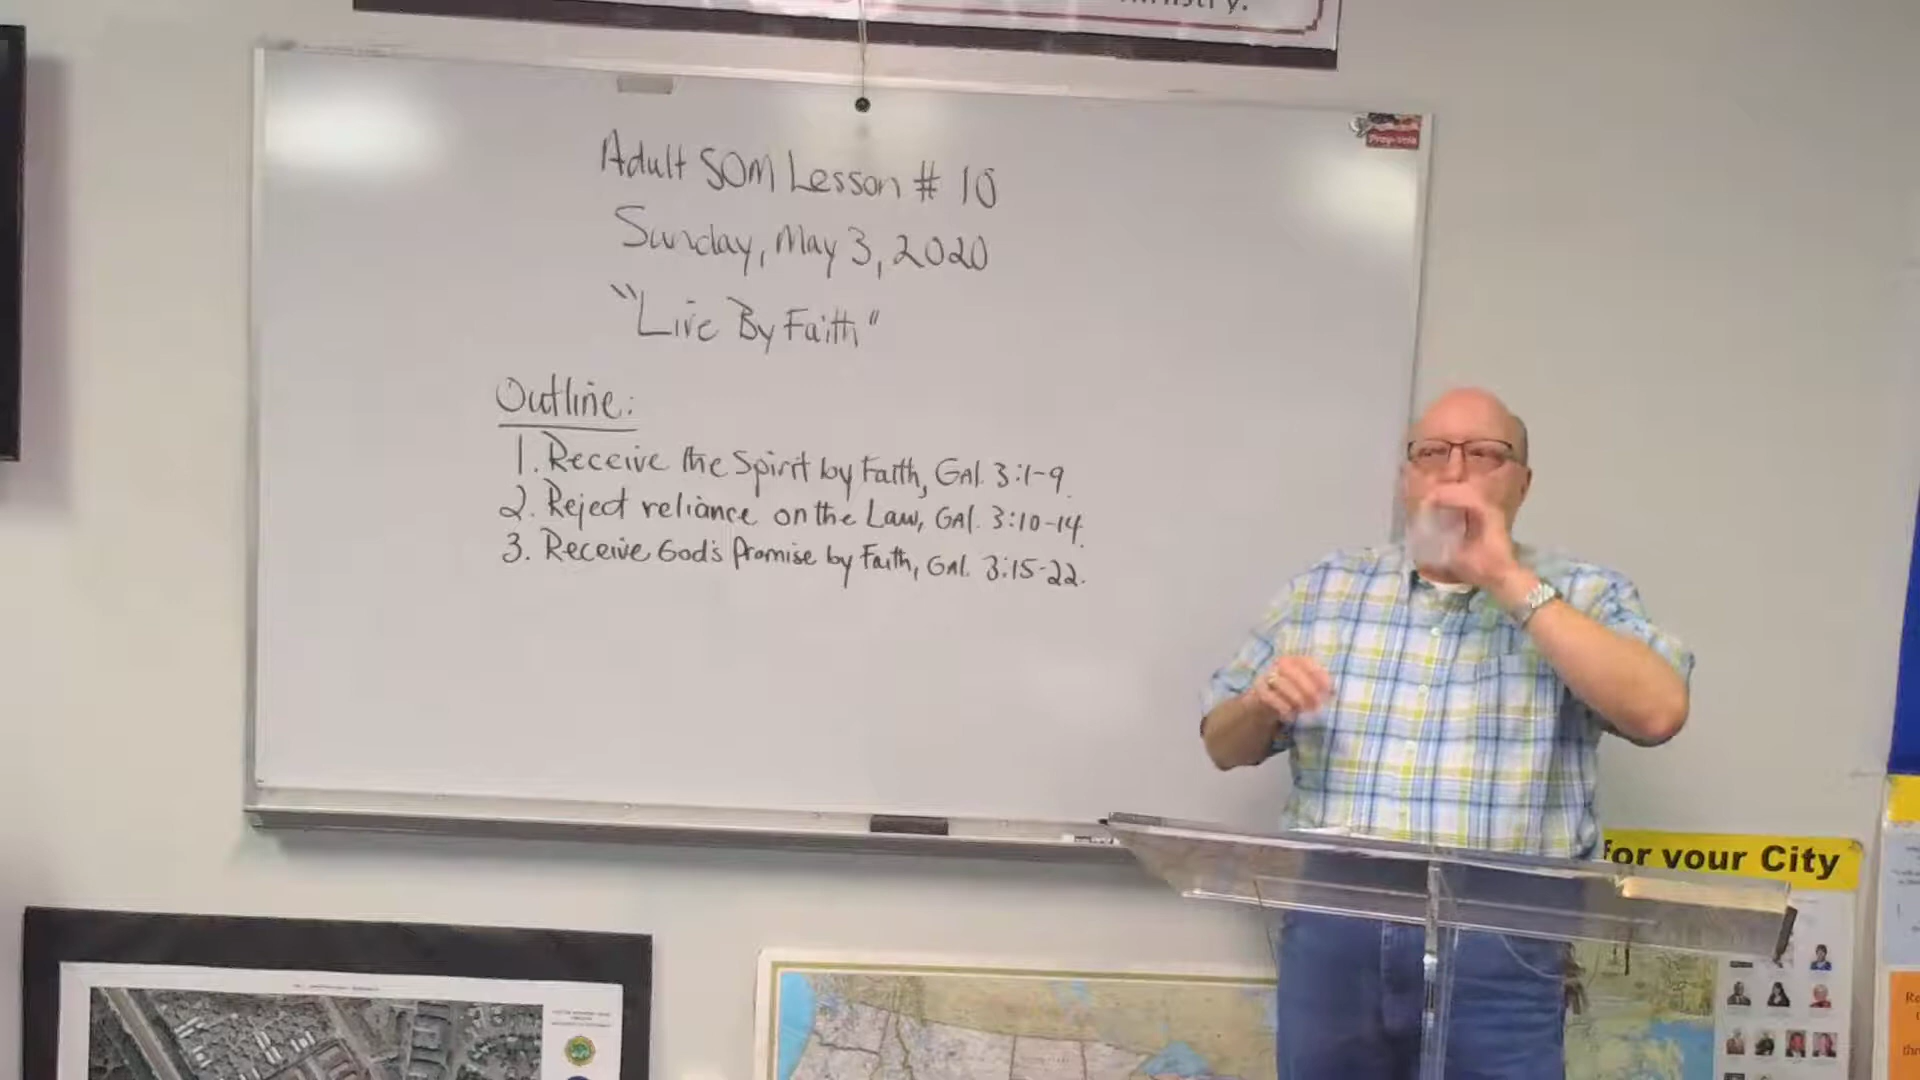 Adult SOM Lesson # 10
Sunday, May 3, 2020
"Live By Faith"
Outline:
1. Receive the Spirit by Faith, GAl. 3:1-9.
2. Reject reliance on the Law, GAl. 3:10-14.
3. Receive God's Promise by Faith, GAl. 3:15-22.
for your City